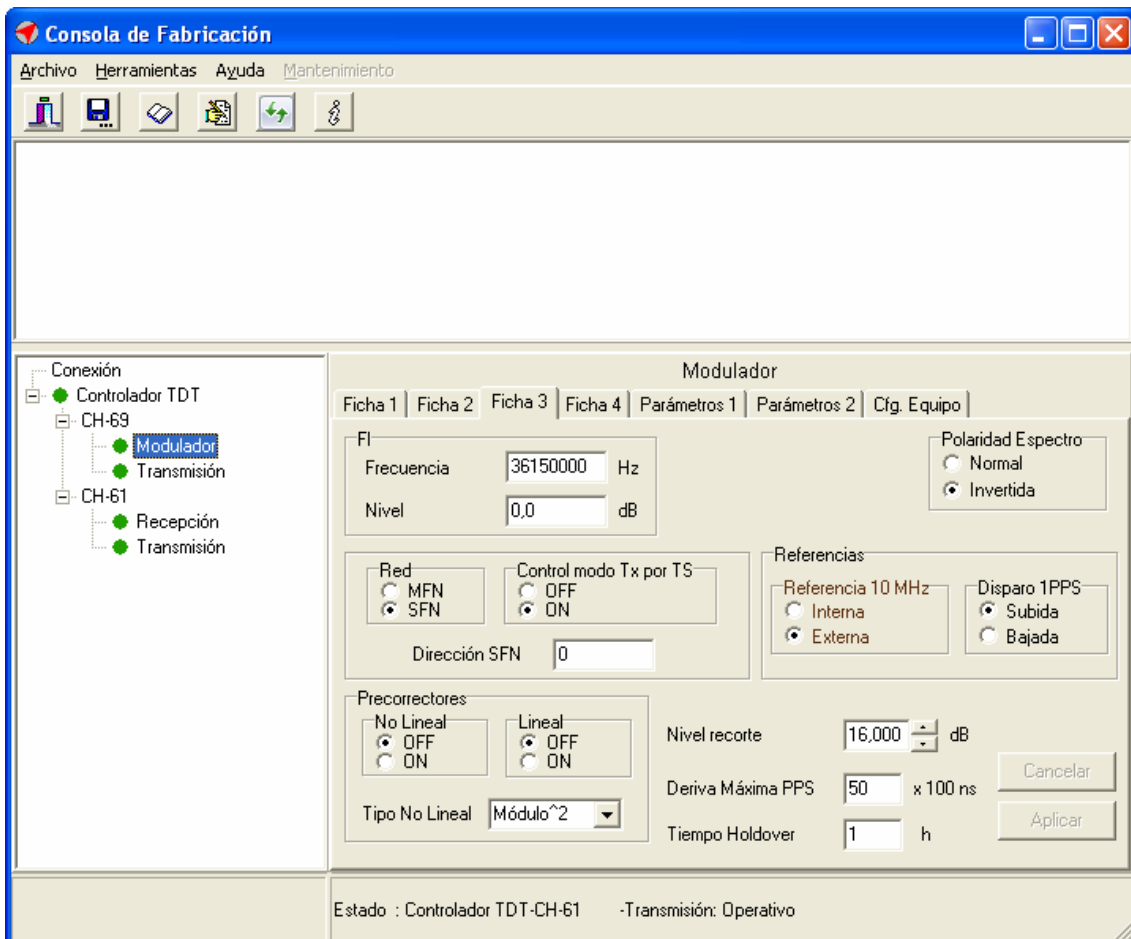 Consola de Fabricación
Archivo Herramientas Ayuda Mantenimiento
Conexión
Controlador TDT
CH-69
Modulador
Transmisión
CH-61
Recepción
Transmisión
Modulador
Ficha 1 Ficha 2 Ficha 3 Ficha 4 Parámetros 1 Parámetros 2 Cfg. Equipo
FI
Frecuencia 36150000 Hz
Nivel 0,0 dB
Polaridad Espectro
Normal
Invertida
Red
MFN
SFN
Control modo Tx por TS
OFF
ON
Dirección SFN 0
Referencias
Referencia 10 MHz
Interna
Externa
Disparo 1PPS
Subida
Bajada
Precorrectores
No Lineal
OFF
ON
Lineal
OFF
ON
Tipo No Lineal Módulo^2
Nivel recorte 16,000 dB
Deriva Máxima PPS 50 x 100 ns
Tiempo Holdover 1 h
Cancelar
Aplicar
Estado : Controlador TDT-CH-61 -Transmisión: Operativo